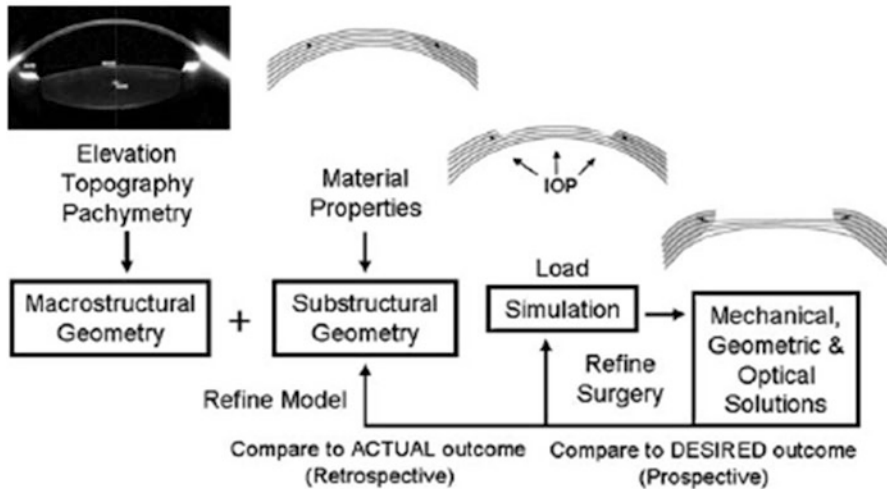 Elevation
Topography
Pachymetry
Material
Properties
IOP
Load
Macrostructural
Geometry
+
Substructural
Geometry
Simulation
Mechanical,
Geometric &
Optical
Solutions
Refine Model
Refine
Surgery
Compare to ACTUAL outcome
(Retrospective)
Compare to DESIRED outcome
(Prospective)